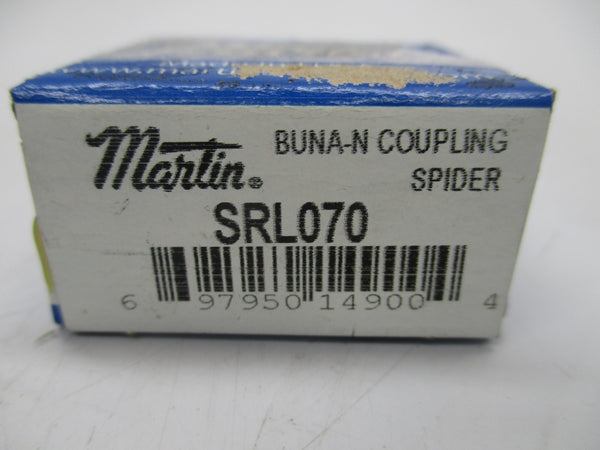 Martin® BUNA-N COUPLING
SPIDER
SRL070
6 97950 14900 4